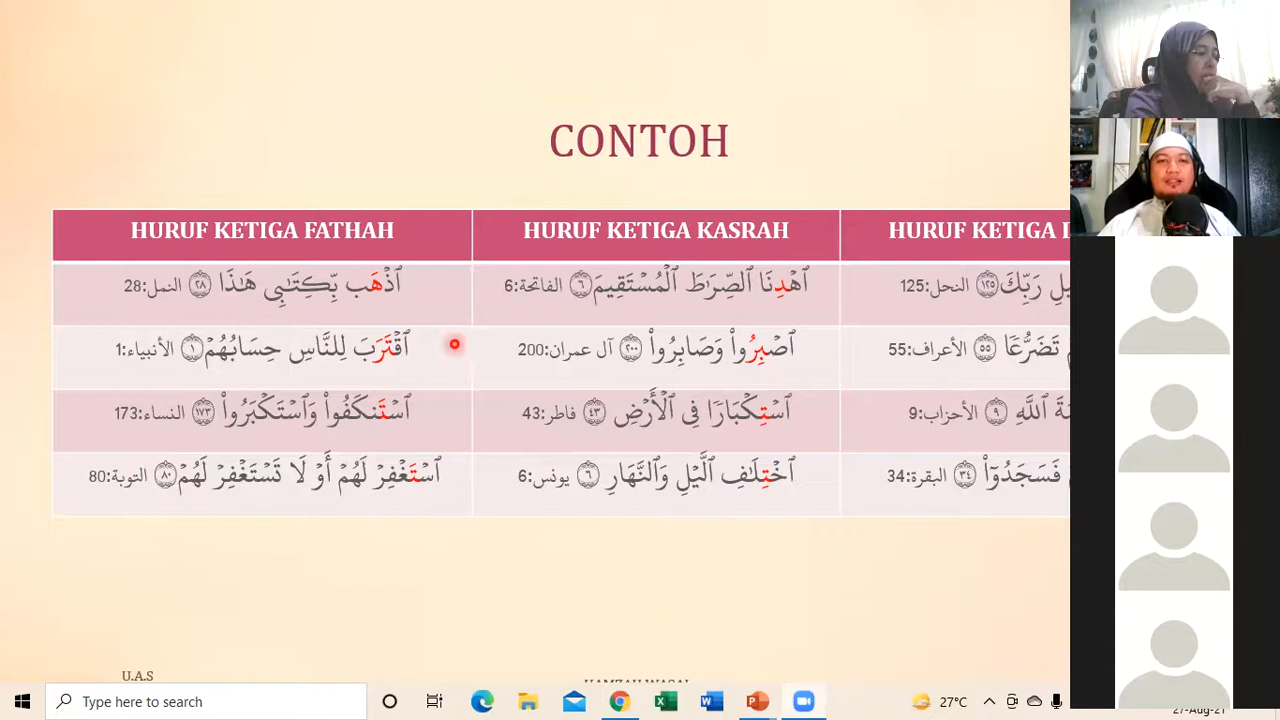 CONTOH
HURUF KETIGA FATHAH
HURUF KETIGA KASRAH
HURUF KETIGA
ٱذْهَب بِّكِتَـٰبِى هَـٰذَا ٢٨ النمل:28
ٱهْدِنَا ٱلصِّرَٰطَ ٱلْمُسْتَقِيمَ ٦ الفاتحة:6
رَبِّكَ ١٢٥ النحل:125
ٱقْتَرَبَ لِلنَّاسِ حِسَابُهُمْ ١ الأنبياء:1
ٱصْبِرُوا۟ وَصَابِرُوا۟ ٢٠٠ آل عمران:200
تَضَرُّعًا ٥٥ الأعراف:55
ٱسْتَنكَفُوا۟ وَٱسْتَكْبَرُوا۟ ١٧٣ النساء:173
ٱسْتِكْبَارًا فِى ٱلْأَرْضِ ٤٣ فاطر:43
ٱللَّهِ ٩ الأحزاب:9
ٱسْتَغْفِرْ لَهُمْ أَوْ لَا تَسْتَغْفِرْ لَهُمْ ٨٠ التوبة:80
ٱخْتِلَـٰفِ ٱلَّيْلِ وَٱلنَّهَارِ ٦ يونس:6
فَسَجَدُوٓا۟ ٣٤ البقرة:34
U.A.S
Type here to search
27°C
27-Aug-21